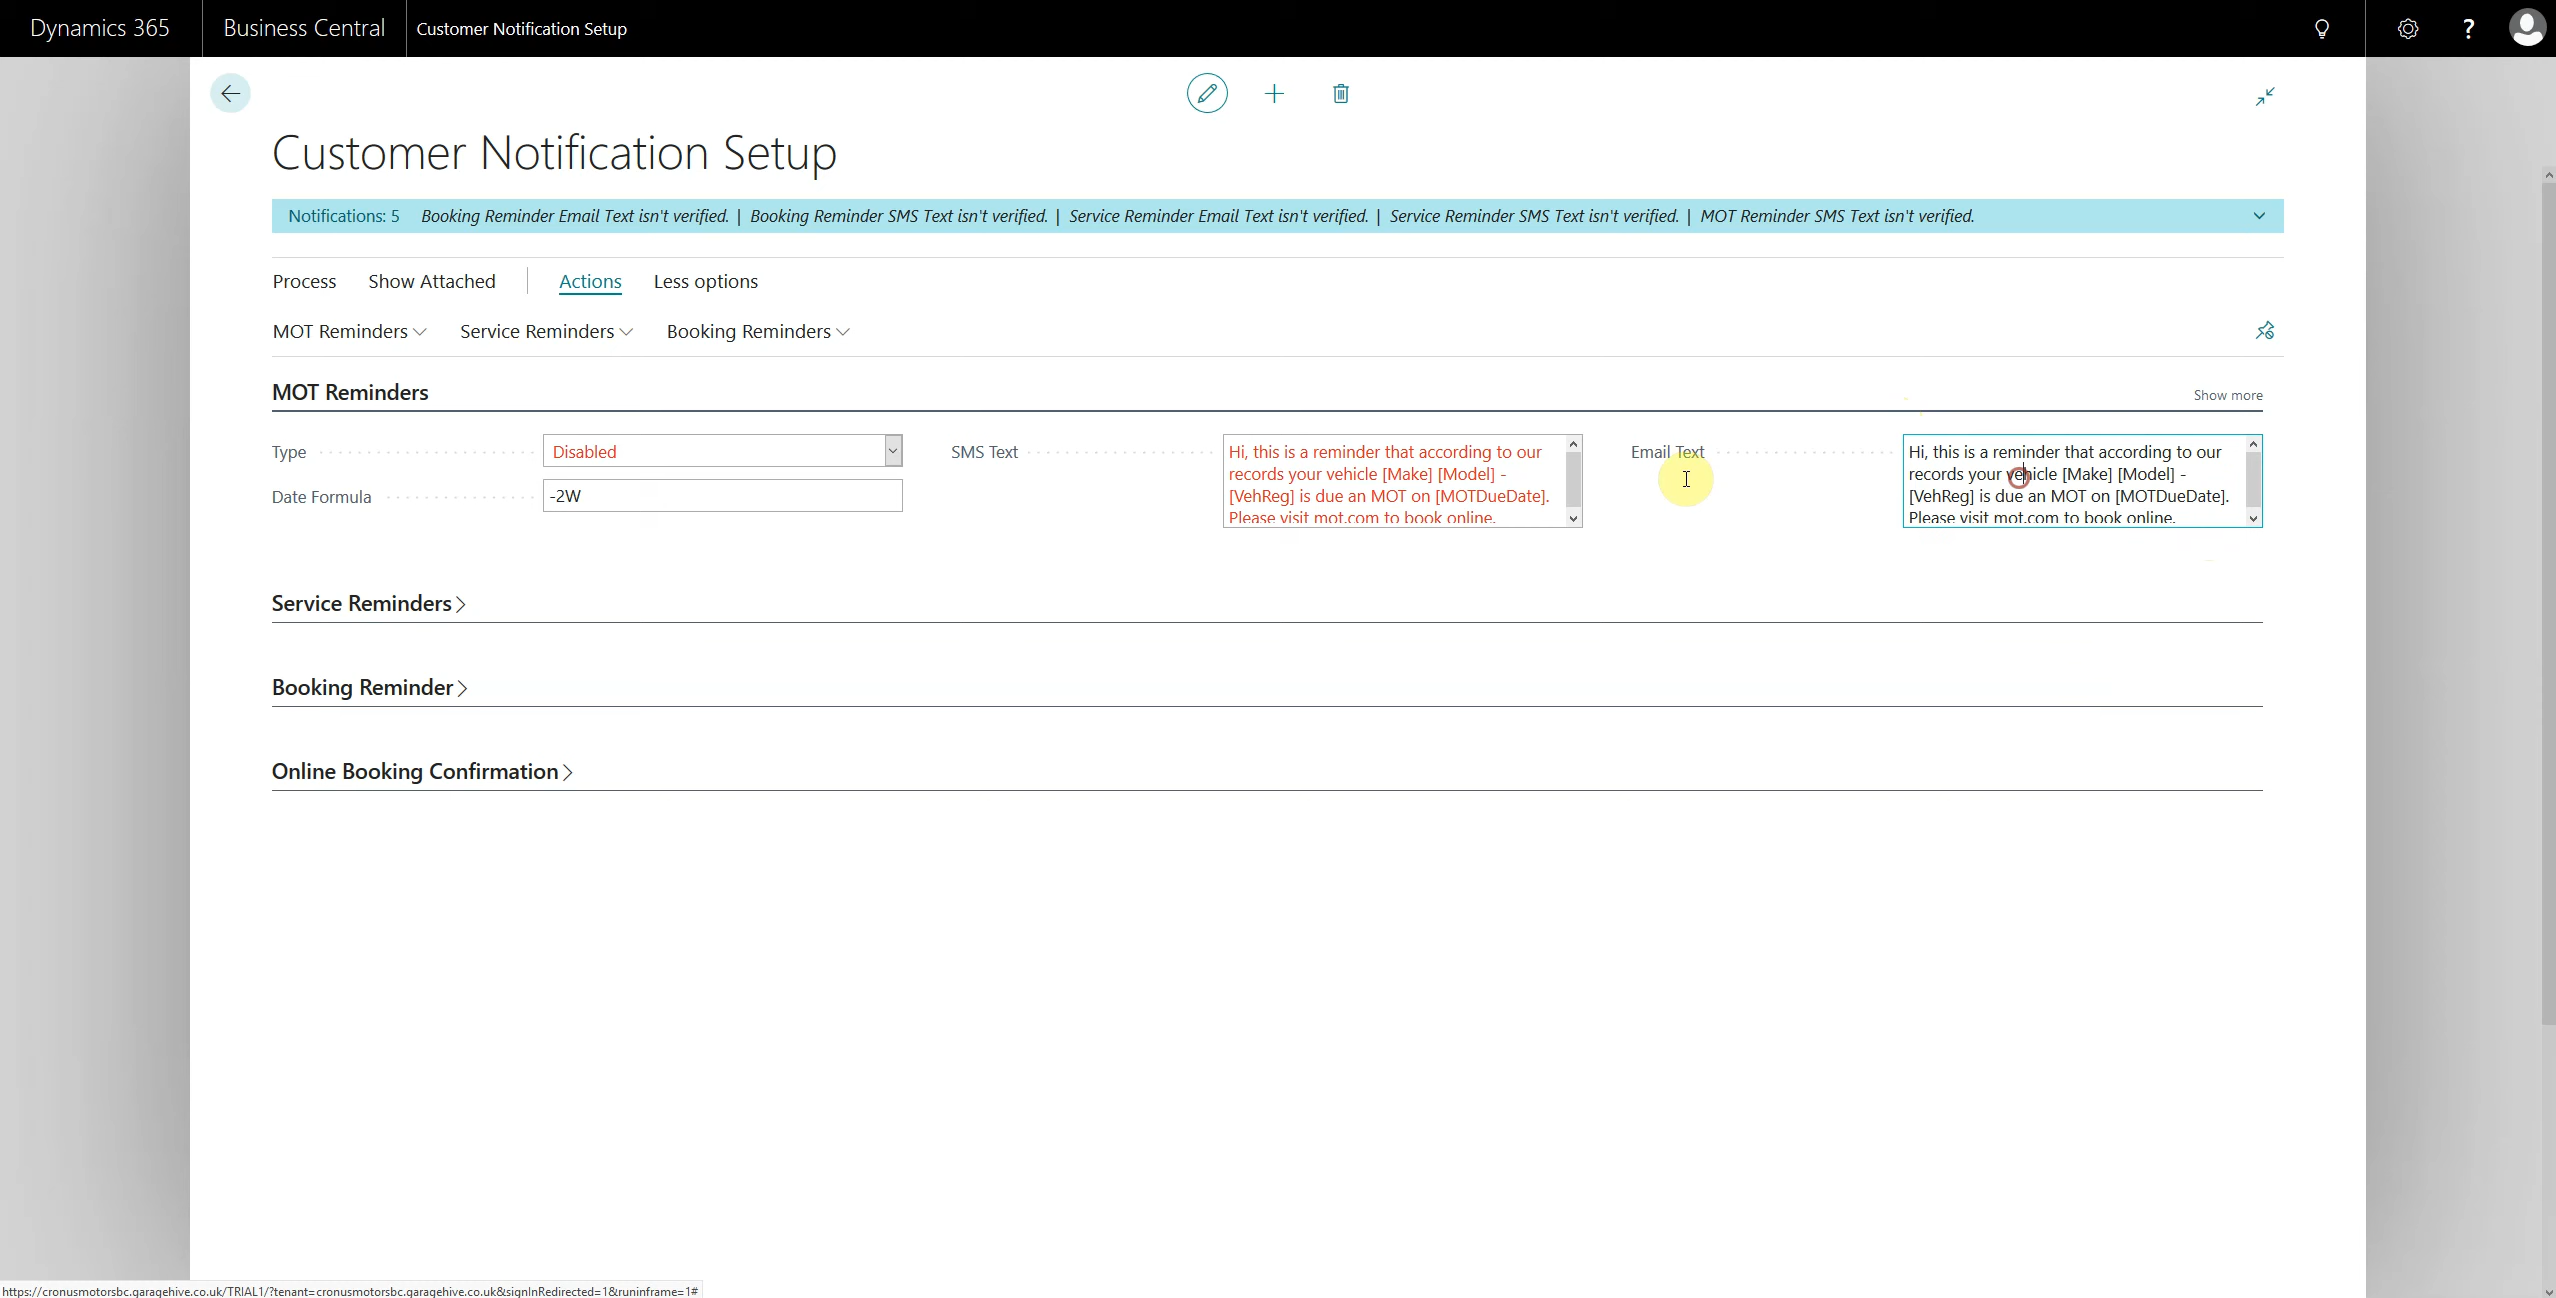 Dynamics 365 Business Central Customer Notification Setup ?
Customer Notification Setup
Notifications: 5 Booking Reminder Email Text isn't verified. | Booking Reminder SMS Text isn't verified. | Service Reminder Email Text isn't verified. | Service Reminder SMS Text isn't verified. | MOT Reminder SMS Text isn't verified.
Process Show Attached Actions Less options
MOT Reminders Service Reminders Booking Reminders
MOT Reminders
Show more
Type
Disabled
Date Formula
-2W
SMS Text
Hi, this is a reminder that according to our
records your vehicle [Make] [Model] -
[VehReg] is due an MOT on [MOTDueDate].
Please visit mot.com to book online.
Email Text
Hi, this is a reminder that according to our
records your vehicle [Make] [Model] -
[VehReg] is due an MOT on [MOTDueDate].
Please visit mot.com to book online.
Service Reminders
Booking Reminder
Online Booking Confirmation
https://cronusmotorsbc.garagehive.co.uk/TRIAL1/?tenant=cronusmotorsbc.garagehive.co.uk&signInRedirected=1&runinframe=1#